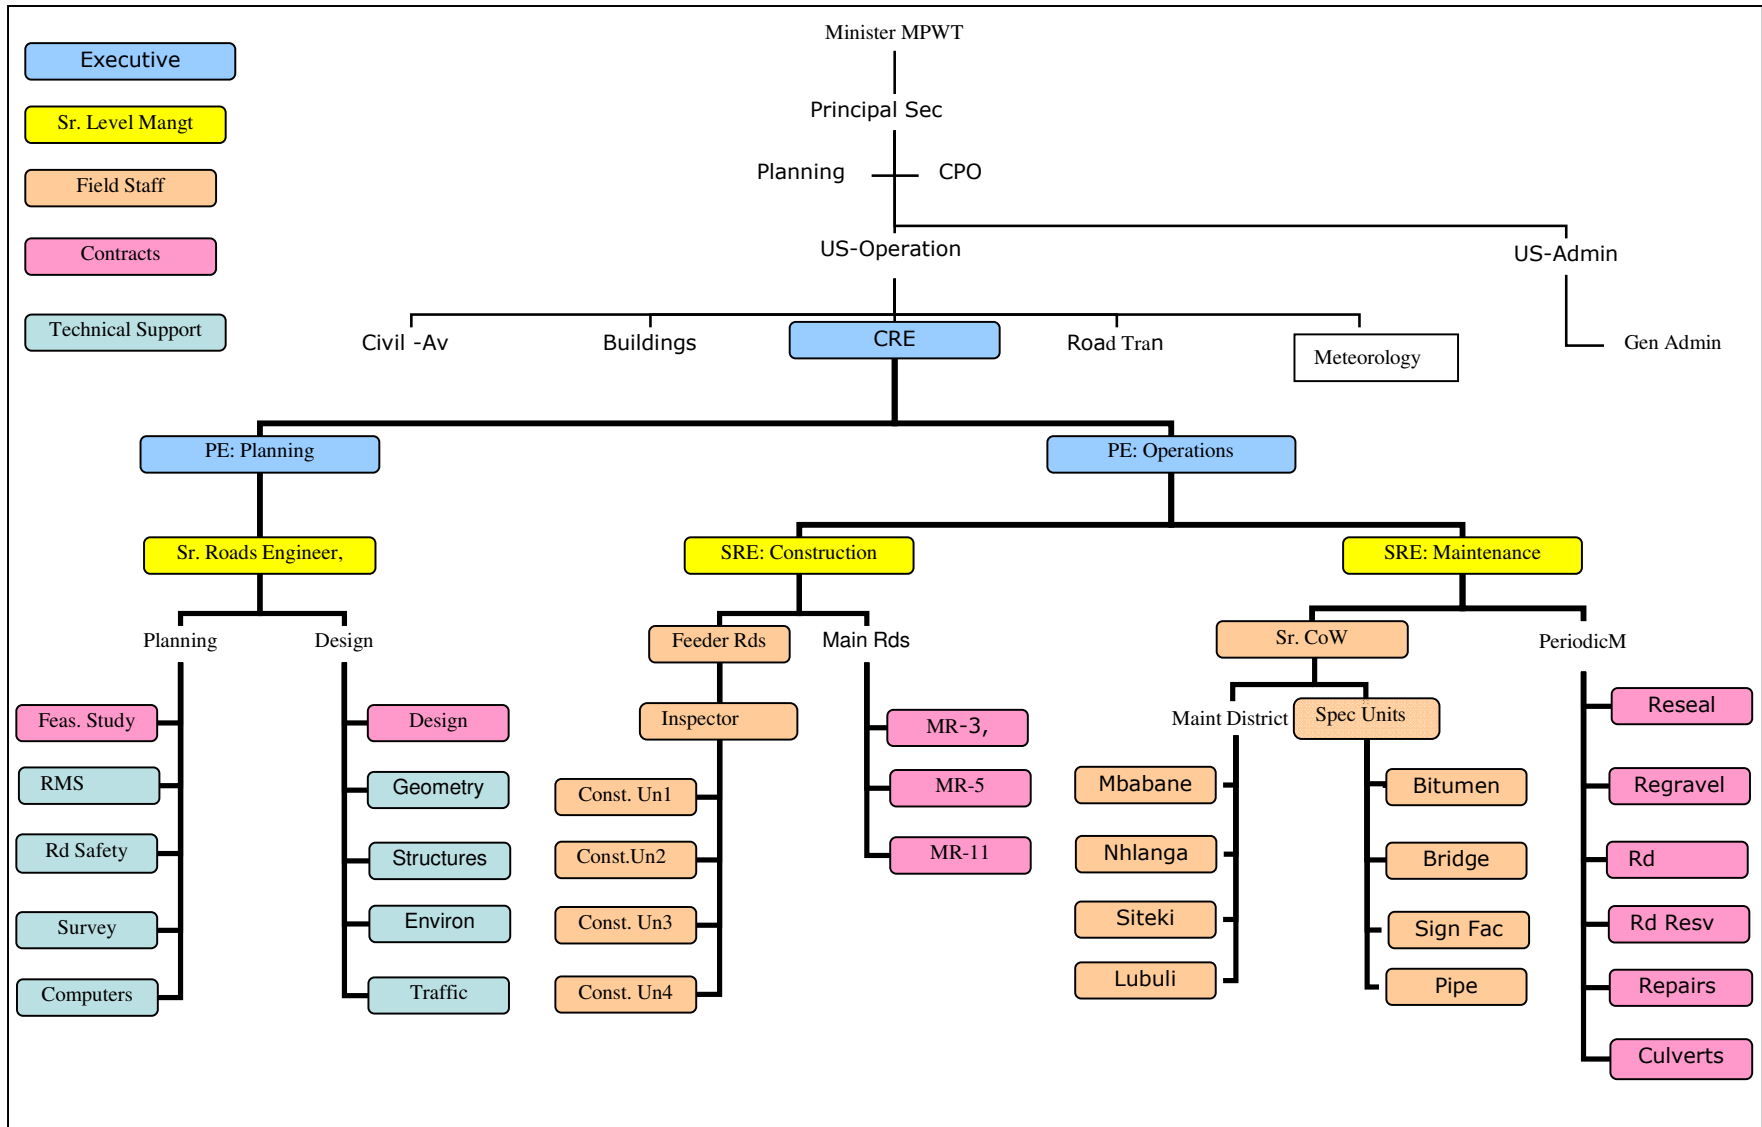 Minister MPWT
Executive
Principal Sec
Sr. Level Mangt
Planning
CPO
Field Staff
US-Operation
US-Admin
Contracts
Technical Support
Civil -Av
Buildings
CRE
Road Tran
Meteorology
Gen Admin
PE: Planning
PE: Operations
Sr. Roads Engineer,
SRE: Construction
SRE: Maintenance
Planning
Design
Feeder Rds
Main Rds
Sr. CoW
PeriodicM
Feas. Study
Design
Inspector
MR-3,
Maint District
Spec Units
Reseal
RMS
Geometry
Const. Un1
MR-5
Mbabane
Bitumen
Regravel
Rd Safety
Structures
Const.Un2
MR-11
Nhlanga
Bridge
Rd
Survey
Environ
Const. Un3
Siteki
Sign Fac
Rd Resv
Computers
Traffic
Const. Un4
Lubuli
Pipe
Repairs
Culverts